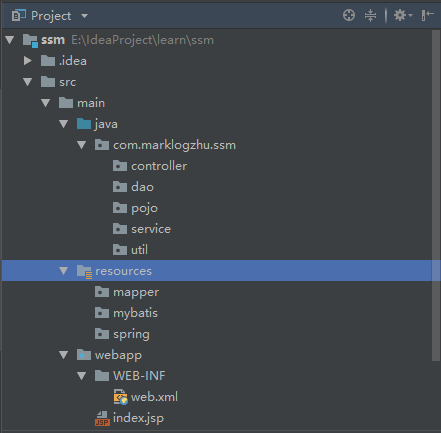 Project
ssm E:\IdeaProject\learn\ssm
.idea
src
main
java
com.marklogzhu.ssm
controller
dao
pojo
service
util
resources
mapper
mybatis
spring
webapp
WEB-INF
web.xml
JSP index.jsp